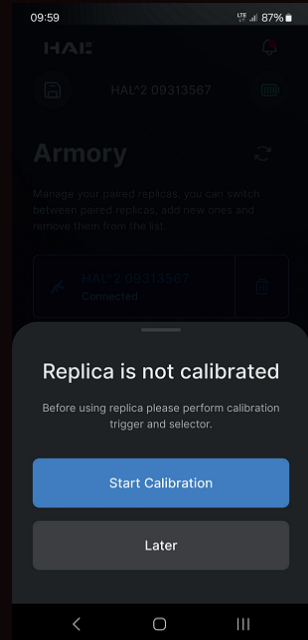 09:59
LTE 87%
HAL
HAL^2 09313567
Armory
Manage your paired replicas, you can switch
between paired replicas, add new ones and
remove them from the list.
HAL^2 09313567
Connected
Replica is not calibrated
Before using replica please perform calibration
trigger and selector.
Start Calibration
Later